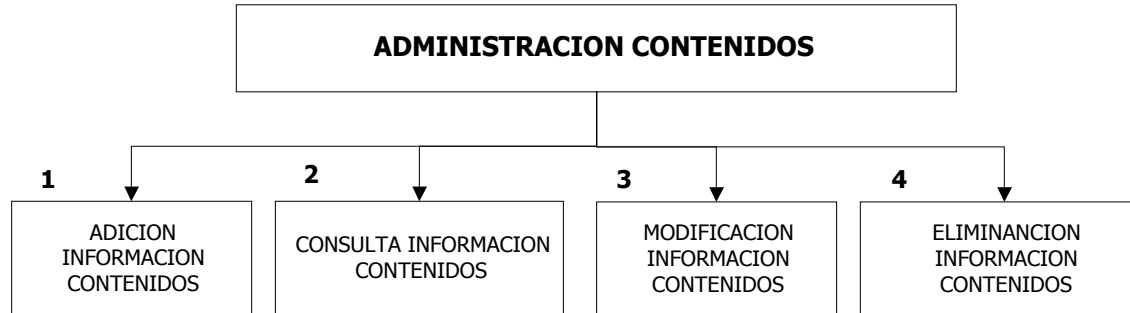 ADMINISTRACION CONTENIDOS
1
ADICION
INFORMACION
CONTENIDOS
2
CONSULTA INFORMACION
CONTENIDOS
3
MODIFICACION
INFORMACION
CONTENIDOS
4
ELIMINANCION
INFORMACION
CONTENIDOS